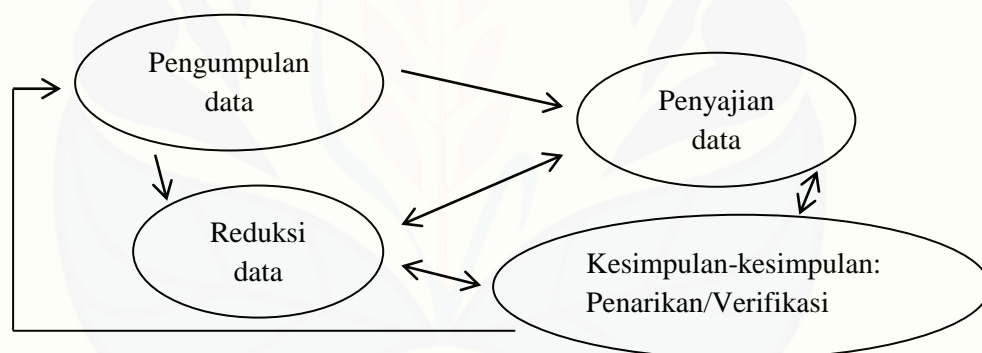 Pengumpulan
data
Penyajian
data
Reduksi
data
Kesimpulan-kesimpulan:
Penarikan/Verifikasi